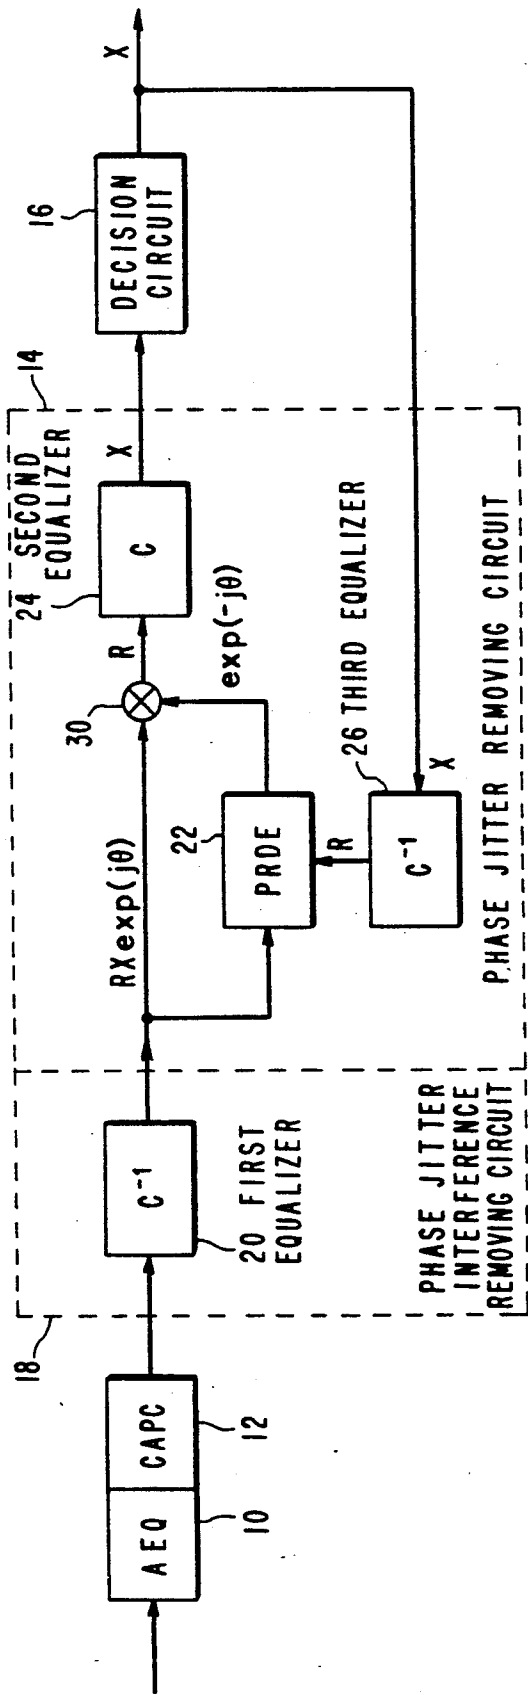 18
AEQ
CAPC
10
12
C⁻¹
20 FIRST
EQUALIZER
PHASE JITTER
INTERFERENCE
REMOVING CIRCUIT
RXexp(jθ)
22
PRDE
30
R
exp(-jθ)
R
C⁻¹
26 THIRD EQUALIZER
X
24
SECOND
EQUALIZER
C
X
14
PHASE JITTER REMOVING CIRCUIT
16
DECISION
CIRCUIT
X